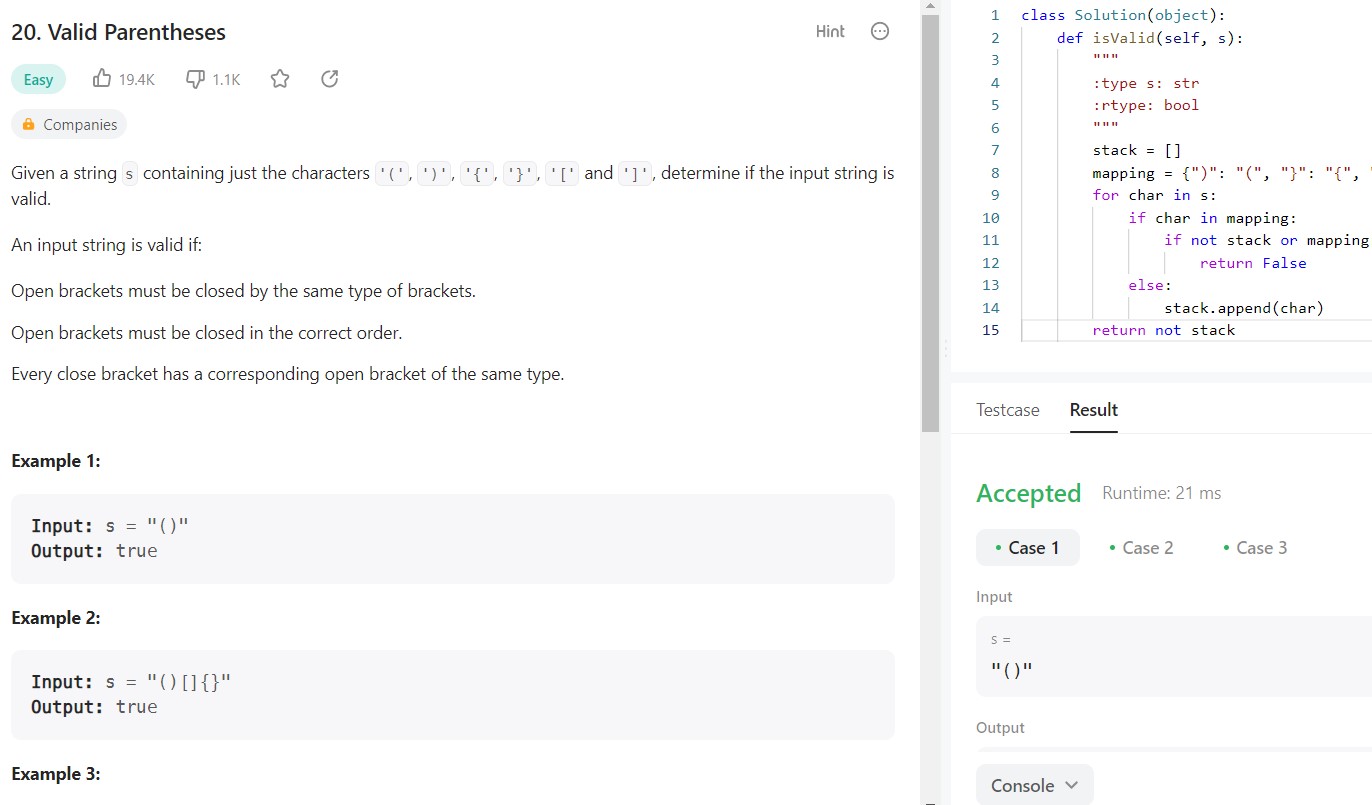 20. Valid Parentheses
Hint
Easy 19.4K 1.1K
Companies
Given a string s containing just the characters '(', ')', '{', '}', '[' and ']', determine if the input string is
valid.
An input string is valid if:
Open brackets must be closed by the same type of brackets.
Open brackets must be closed in the correct order.
Every close bracket has a corresponding open bracket of the same type.
Example 1:
Input: s = "()"
Output: true
Example 2:
Input: s = "()[]{}"
Output: true
Example 3:
1 class Solution(object):
2 def isValid(self, s):
3 """
4 :type s: str
5 :rtype: bool
6 """
7 stack = []
8 mapping = {")": "(", "}": "{", "
9 for char in s:
10 if char in mapping:
11 if not stack or mapping
12 return False
13 else:
14 stack.append(char)
15 return not stack
Testcase Result
Accepted Runtime: 21 ms
• Case 1 • Case 2 • Case 3
Input
s =
"()"
Output
Console